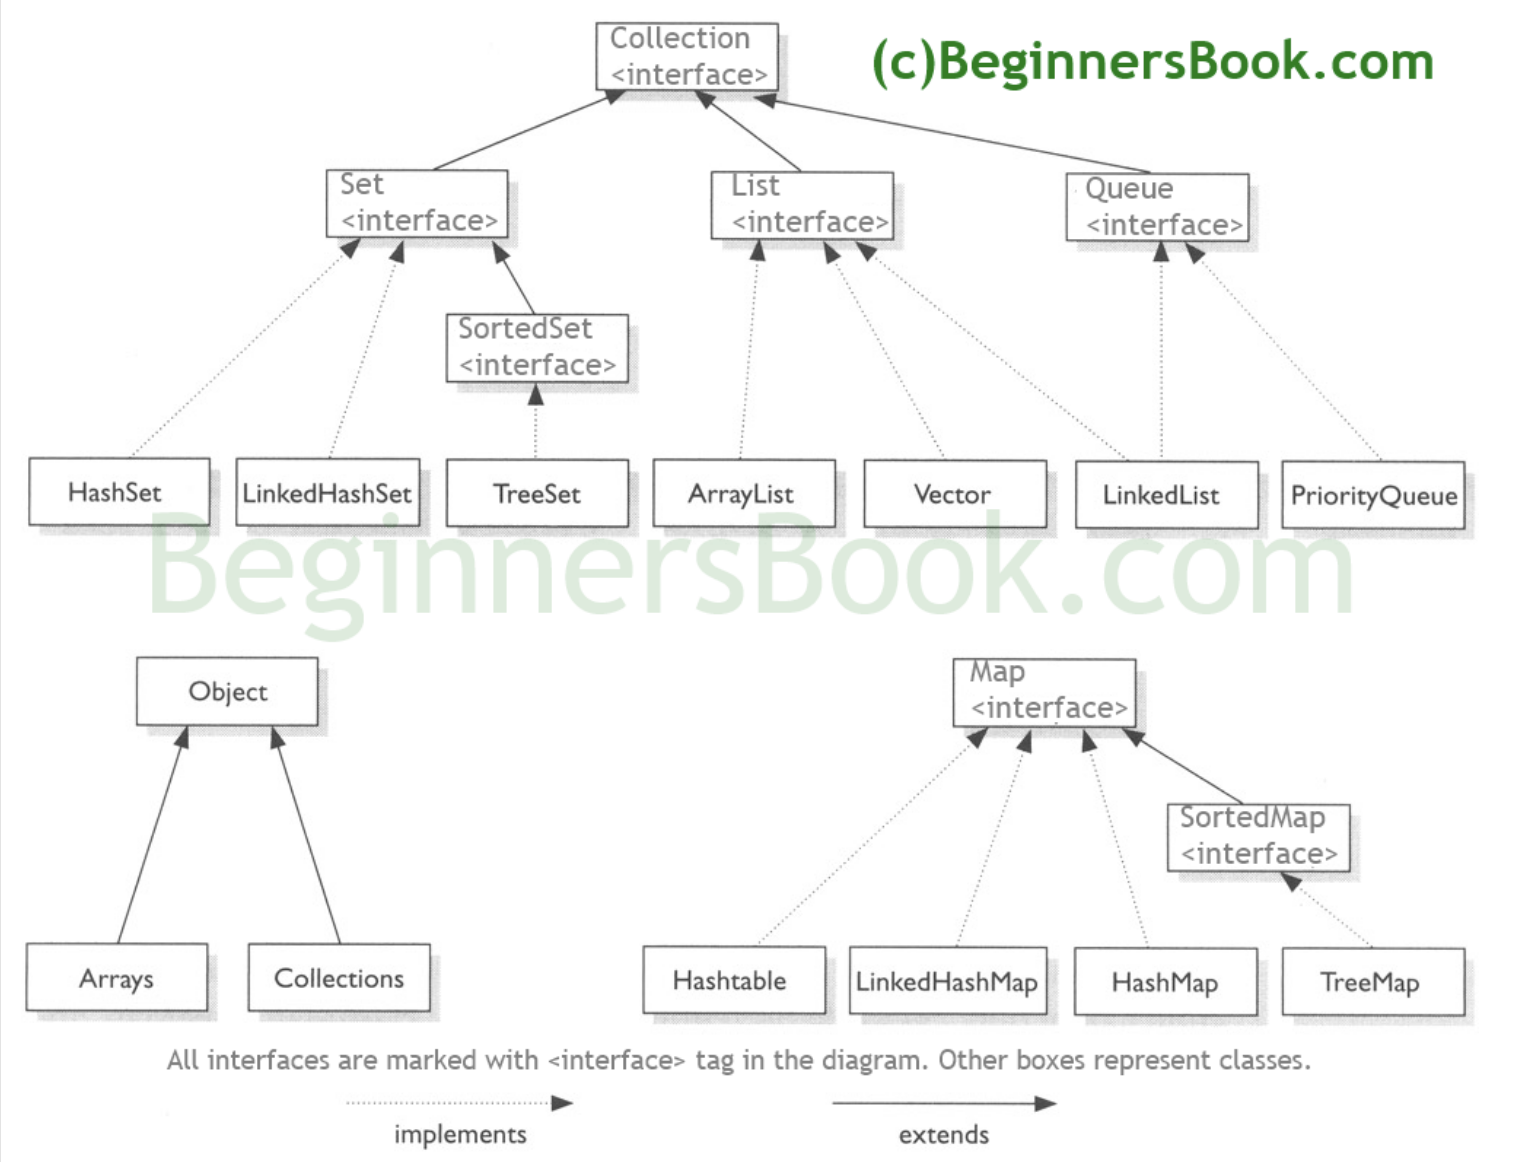 Collection
<interface>
(c)BeginnersBook.com
Set
<interface>
List
<interface>
Queue
<interface>
SortedSet
<interface>
HashSet
LinkedHashSet
TreeSet
ArrayList
Vector
LinkedList
PriorityQueue
BeginnersBook.com
Object
Map
<interface>
SortedMap
<interface>
Arrays
Collections
Hashtable
LinkedHashMap
HashMap
TreeMap
All interfaces are marked with <interface> tag in the diagram. Other boxes represent classes.
implements
extends